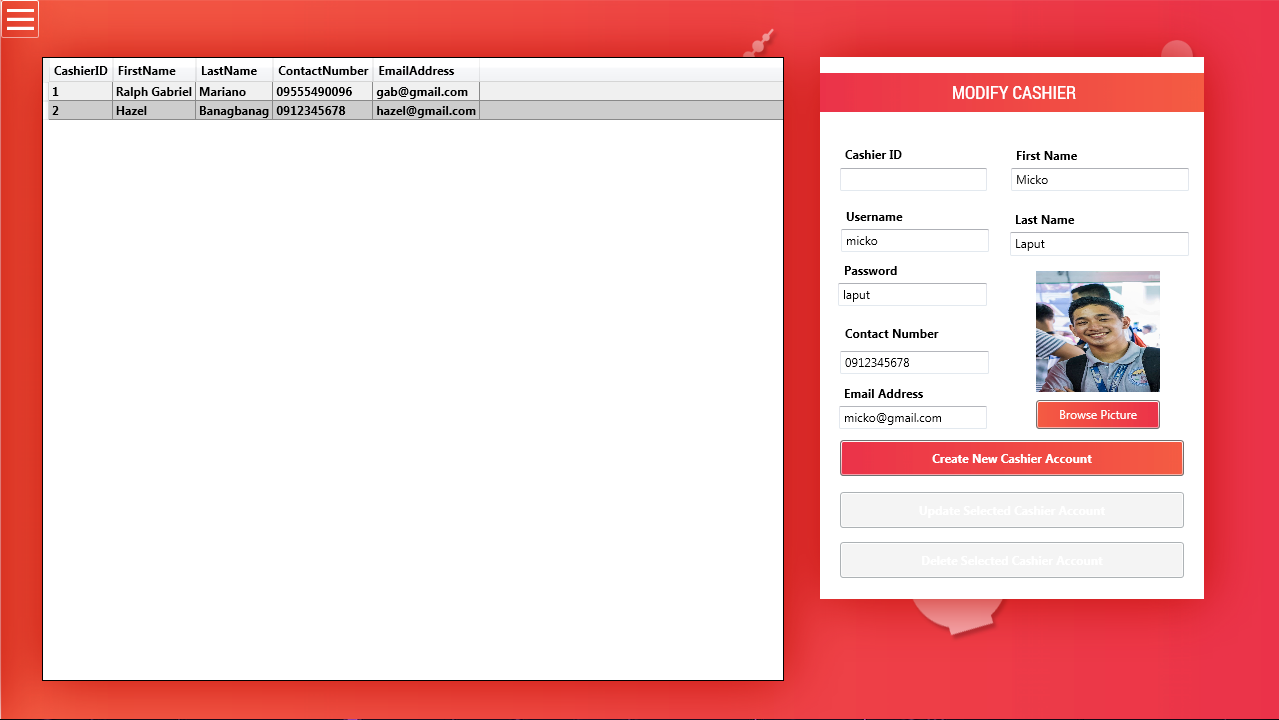 CashierID FirstName LastName ContactNumber EmailAddress
1 Ralph Gabriel Mariano 09555490096 gab@gmail.com
2 Hazel Banagbanag 0912345678 hazel@gmail.com
MODIFY CASHIER
Cashier ID
First Name
Micko
Username
micko
Last Name
Laput
Password
laput
Contact Number
0912345678
Email Address
micko@gmail.com
Browse Picture
Create New Cashier Account
Update Selected Cashier Account
Delete Selected Cashier Account